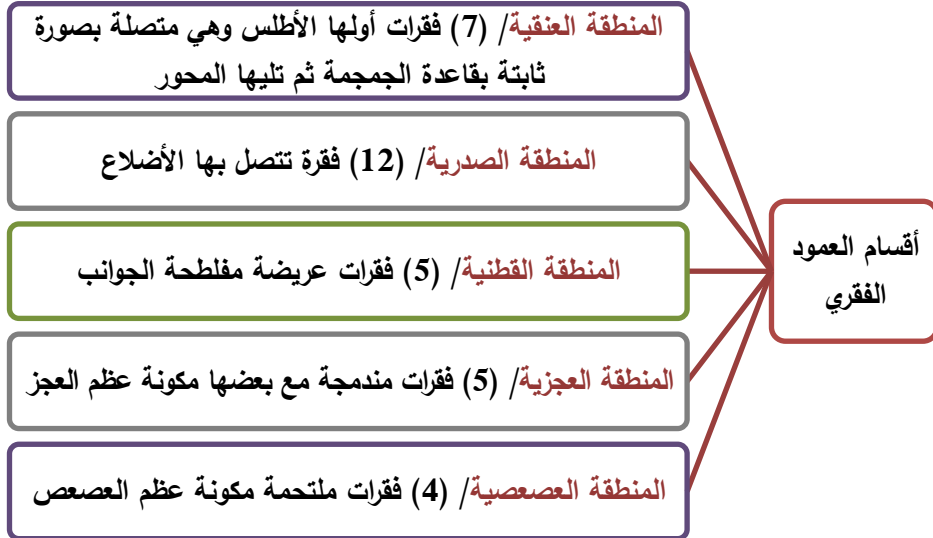 أقسام العمود
الفقري
المنطقة العنقية/ (7) فقرات أولها الأطلس وهي متصلة بصورة
ثابتة بقاعدة الجمجمة ثم تليها المحور
المنطقة الصدرية/ (12) فقرة تتصل بها الأضلاع
المنطقة القطنية/ (5) فقرات عريضة مفلطحة الجوانب
المنطقة العجزية/ (5) فقرات مندمجة مع بعضها مكونة عظم العجز
المنطقة العصعصية/ (4) فقرات ملتحمة مكونة عظم العصعص